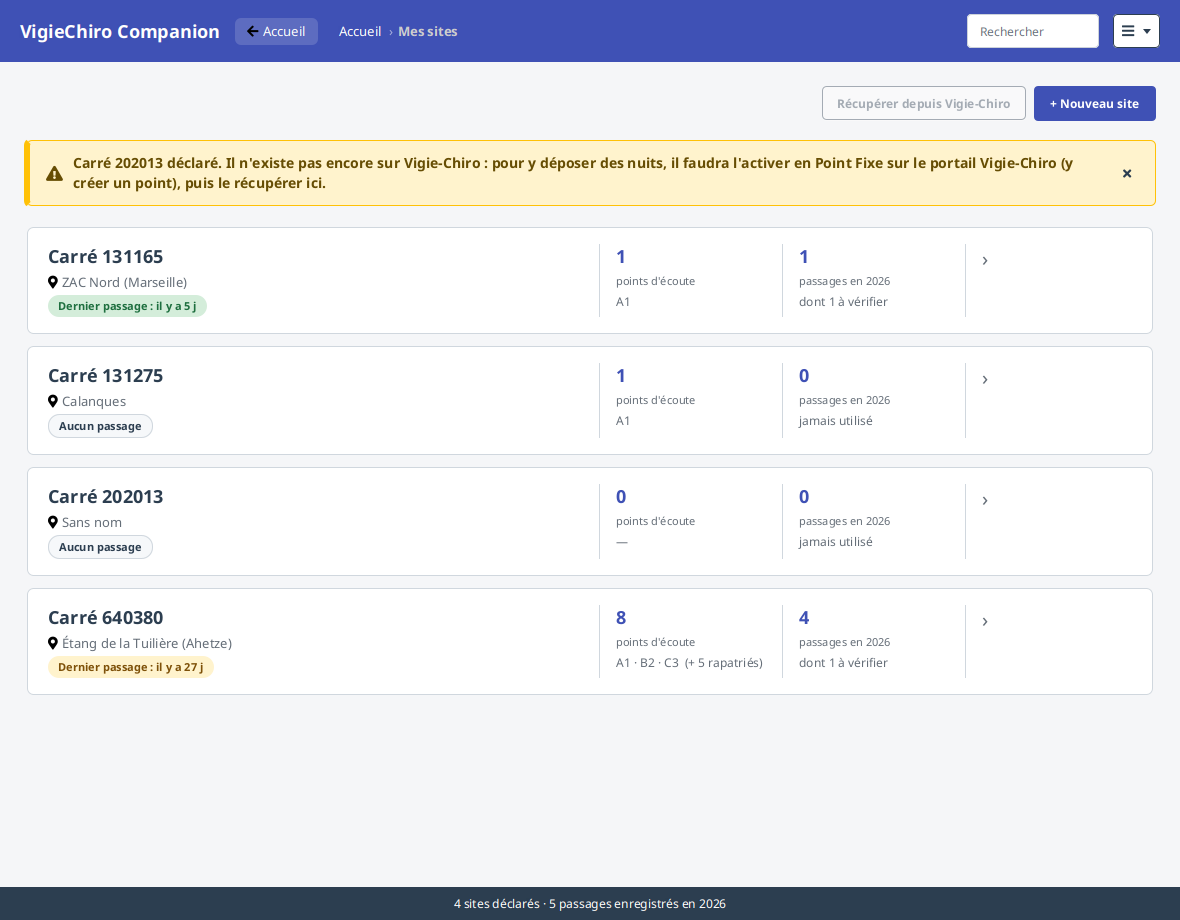 VigieChiro Companion
Accueil
Accueil › Mes sites
Rechercher
Récupérer depuis Vigie-Chiro
+ Nouveau site
Carré 202013 déclaré. Il n'existe pas encore sur Vigie-Chiro : pour y déposer des nuits, il faudra l'activer en Point Fixe sur le portail Vigie-Chiro (y
créer un point), puis le récupérer ici.
Carré 131165
ZAC Nord (Marseille)
Dernier passage : il y a 5 j
1
points d'écoute
A1
1
passages en 2026
dont 1 à vérifier
Carré 131275
Calanques
Aucun passage
1
points d'écoute
A1
0
passages en 2026
jamais utilisé
Carré 202013
Sans nom
Aucun passage
0
points d'écoute
—
0
passages en 2026
jamais utilisé
Carré 640380
Étang de la Tuilière (Ahetze)
Dernier passage : il y a 27 j
8
points d'écoute
A1 · B2 · C3 (+ 5 rapatriés)
4
passages en 2026
dont 1 à vérifier
4 sites déclarés · 5 passages enregistrés en 2026